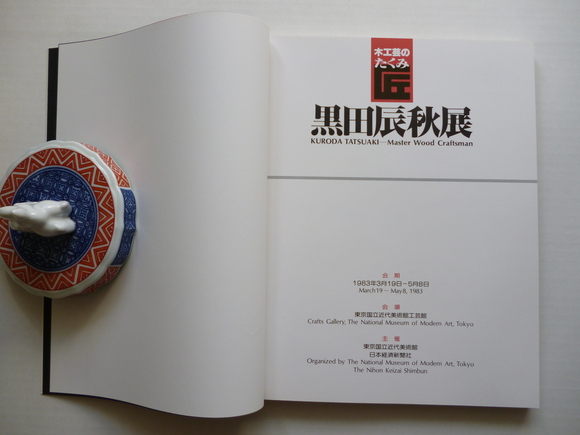 木工芸の
たくみ
匠
黒田辰秋展
KURODA TATSUAKI—Master Wood Craftsman
会期
1983年3月19日－5月8日
March 19 — May 8, 1983
会場
東京国立近代美術館工芸館
Crafts Gallery, The National Museum of Modern Art, Tokyo
主催
東京国立近代美術館
日本経済新聞社
Organized by The National Museum of Modern Art, Tokyo
The Nihon Keizai Shimbun